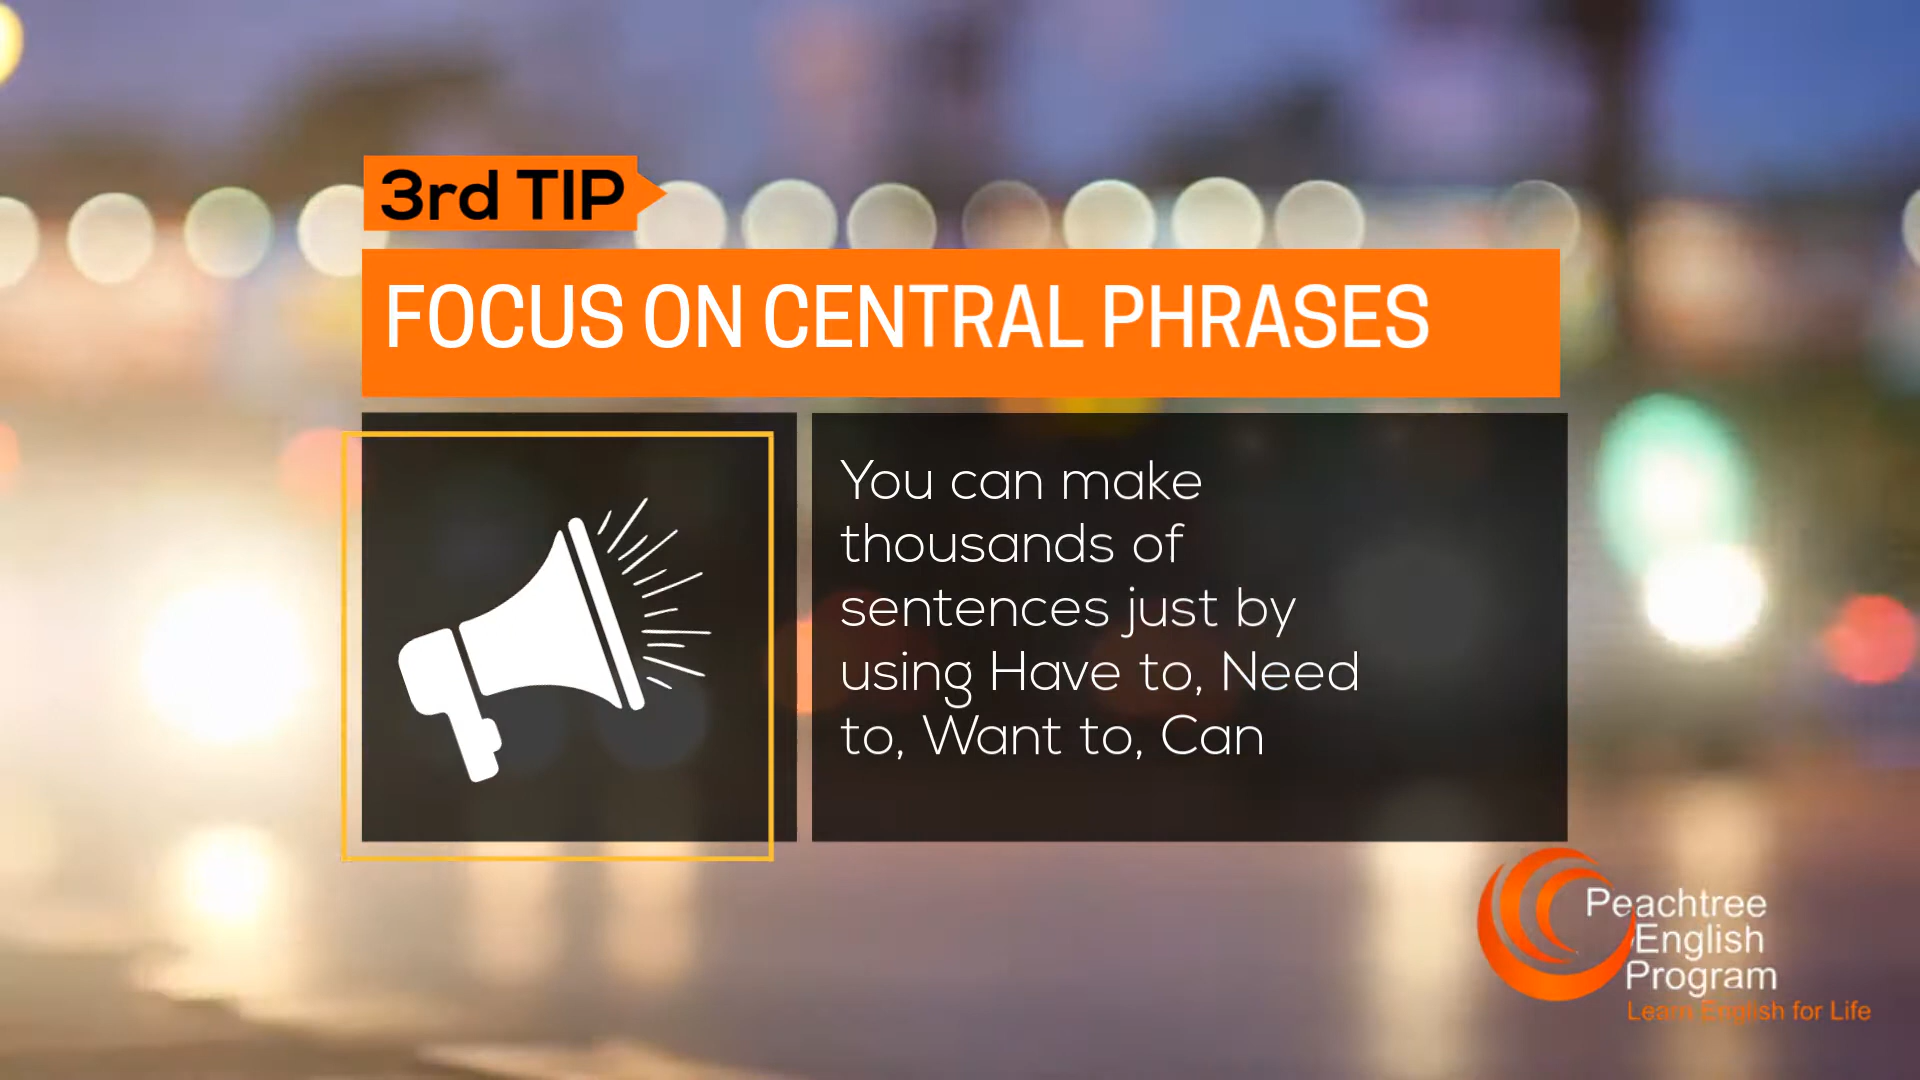 3rd TIP
FOCUS ON CENTRAL PHRASES
You can make
thousands of
sentences just by
using Have to, Need
to, Want to, Can
Peachtree
English
Program
Learn English for Life